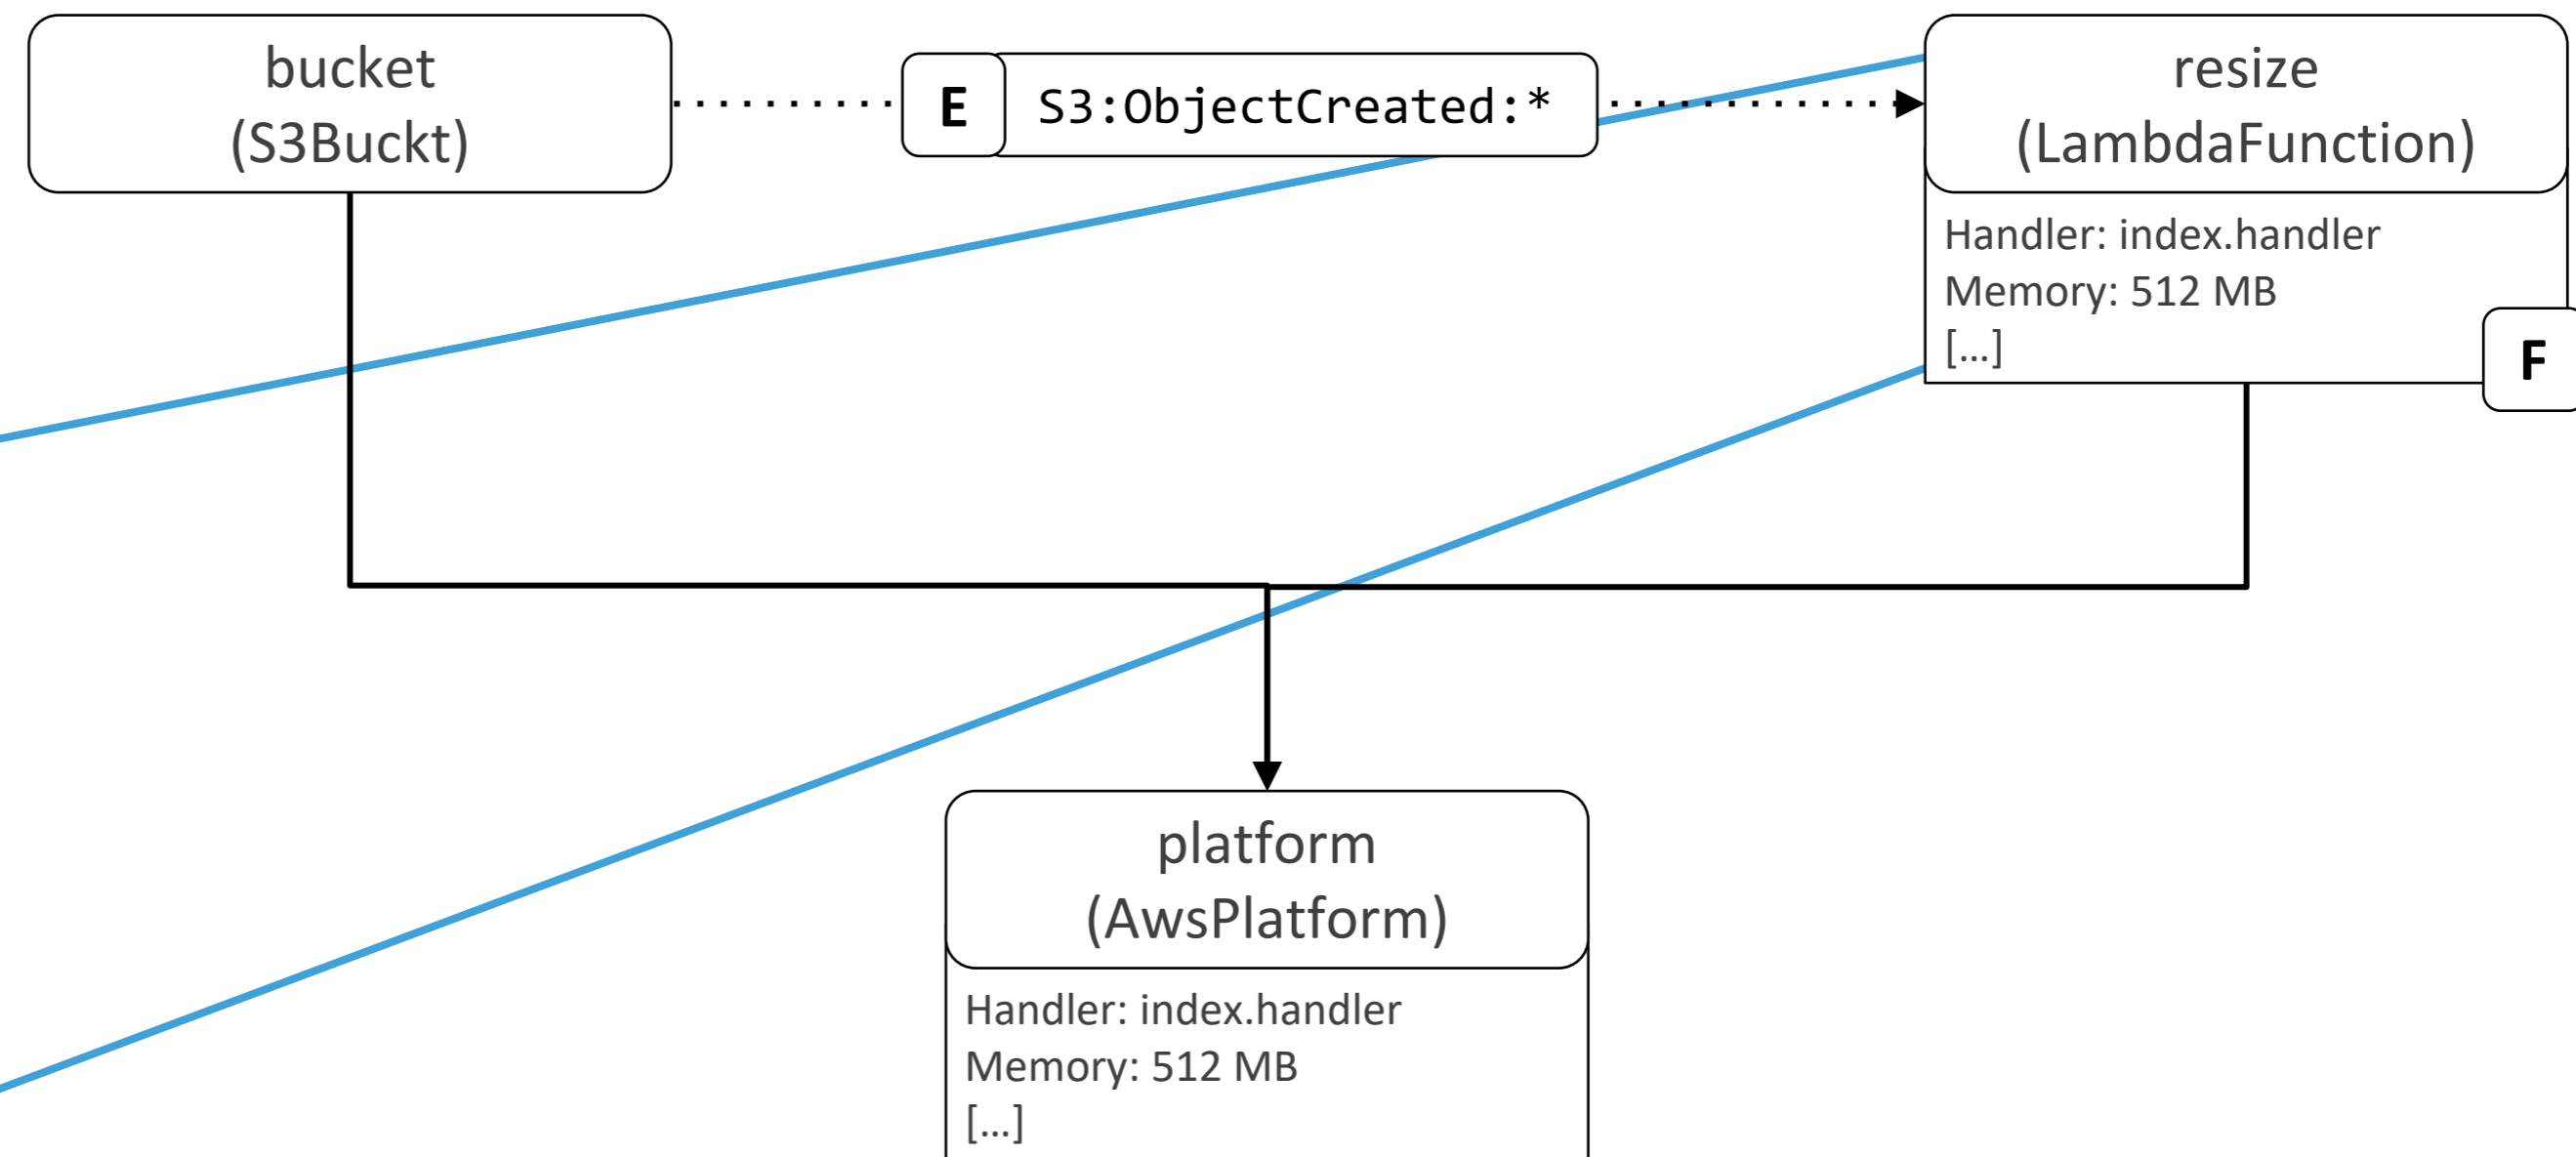 bucket
(S3Buckt)
E
S3:ObjectCreated:*
resize
(LambdaFunction)
Handler: index.handler
Memory: 512 MB
[…]
F
platform
(AwsPlatform)
Handler: index.handler
Memory: 512 MB
[…]